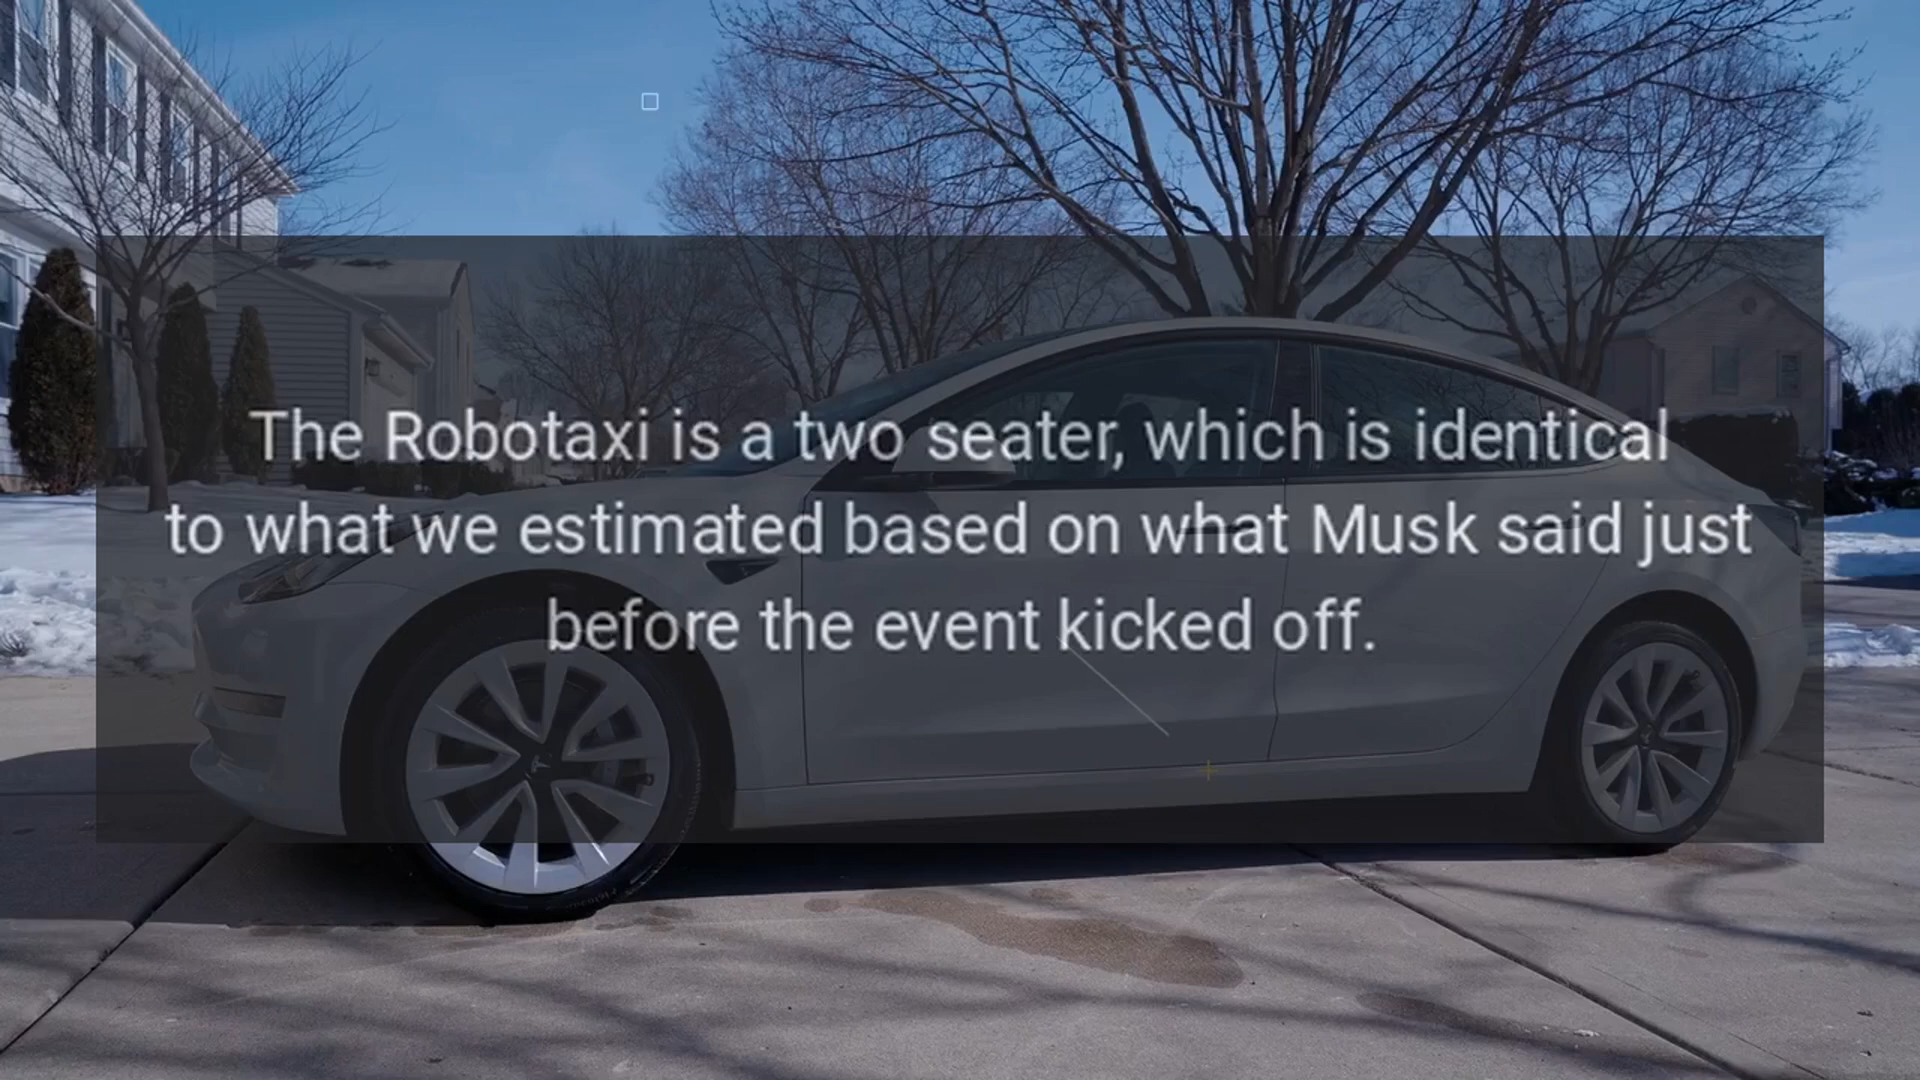 The Robotaxi is a two seater, which is identical
to what we estimated based on what Musk said just
before the event kicked off.